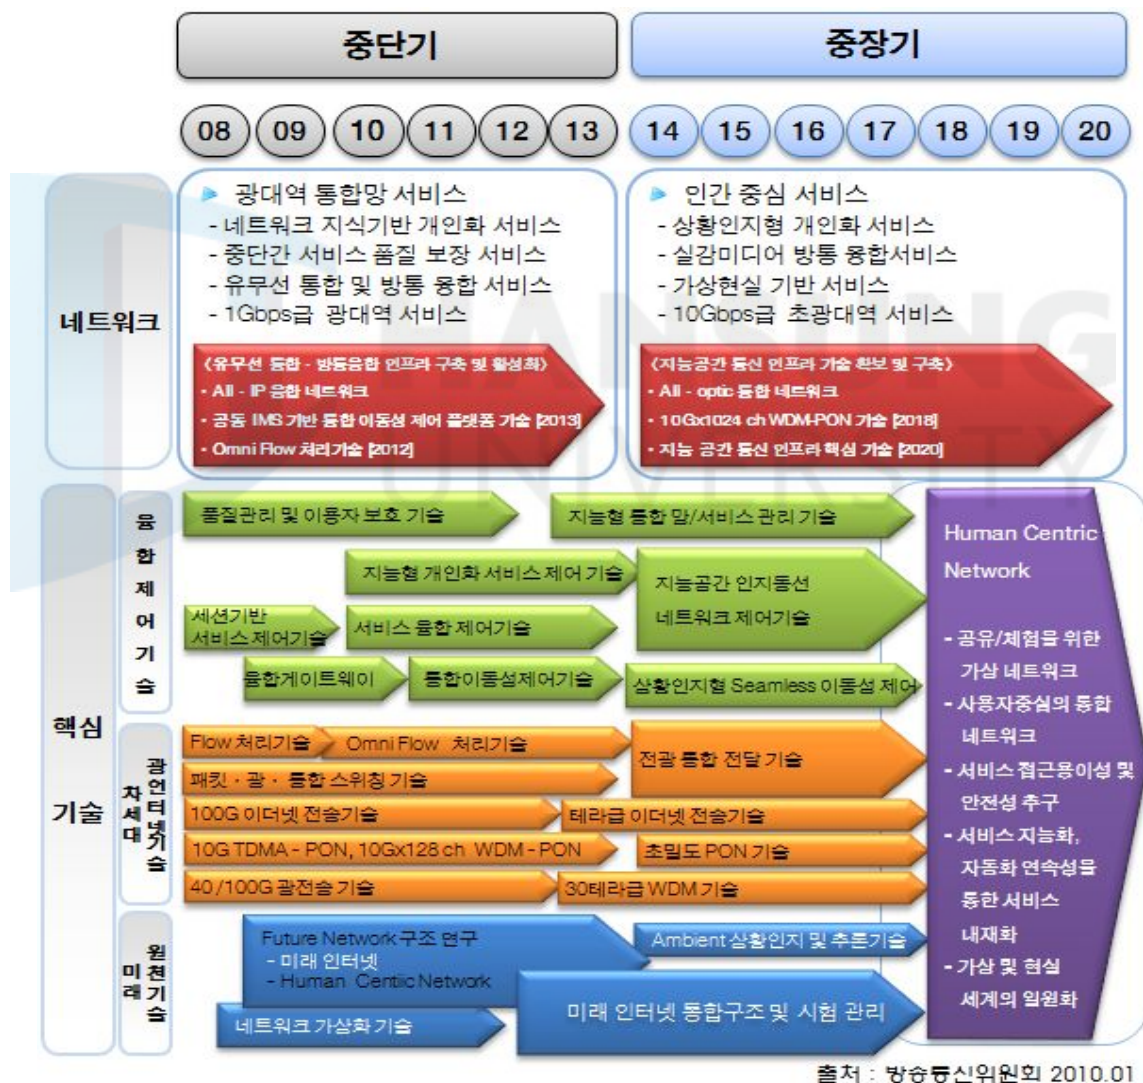 중단기
중장기
08 09 10 11 12 13 14 15 16 17 18 19 20
네트워크
광대역 통합망 서비스
- 네트워크 지식기반 개인화 서비스
- 중단간 서비스 품질 보장 서비스
- 유무선 통합 및 방통 융합 서비스
- 1Gbps급 광대역 서비스
《유무선 통합 - 방통융합 인프라 구축 및 활성화》
• All - IP 융합 네트워크
• 공통 IMS 기반 통합 이동성 제어 플랫폼 기술 [2013]
• Omni Flow 처리기술 [2012]
인간 중심 서비스
- 상황인지형 개인화 서비스
- 실감미디어 방통 융합서비스
- 가상현실 기반 서비스
- 10Gbps급 초광대역 서비스
《지능공간 통신 인프라 기술 확보 및 구축》
• All - optic 통합 네트워크
• 10Gx1024 ch WDM-PON 기술 [2018]
• 지능 공간 통신 인프라 핵심 기술 [2020]
HANSUNG
UNIVERSITY
핵심
기술
융합제어기술
품질관리 및 이용자 보호 기술
지능형 통합 망/서비스 관리 기술
지능형 개인화 서비스 제어 기술
지능공간 인지동선
네트워크 제어기술
세션기반
서비스 제어기술
서비스 융합 제어기술
융합게이트웨이
통합이동성제어기술
상황인지형 Seamless 이동성 제어
차세대
광인터넷기술
Flow 처리기술
Omni Flow 처리기술
전광 통합 전달 기술
패킷 · 광 · 통합 스위칭 기술
100G 이더넷 전송기술
테라급 이더넷 전송기술
10G TDMA - PON, 10Gx128 ch WDM - PON
초밀도 PON 기술
40 /100G 광전송 기술
30테라급 WDM 기술
미래
원천기술
Future Network 구조 연구
- 미래 인터넷
- Human Centiic Network
Ambient 상황인지 및 추론기술
네트워크 가상화 기술
미래 인터넷 통합구조 및 시험 관리
Human Centric
Network
- 공유/체험을 위한
가상 네트워크
- 사용자중심의 통합
네트워크
- 서비스 접근용이성 및
안전성 추구
- 서비스 지능화,
자동화 연속성을
통한 서비스
내재화
- 가상 및 현실
세계의 일원화
출처 : 방송통신위원회 2010.01